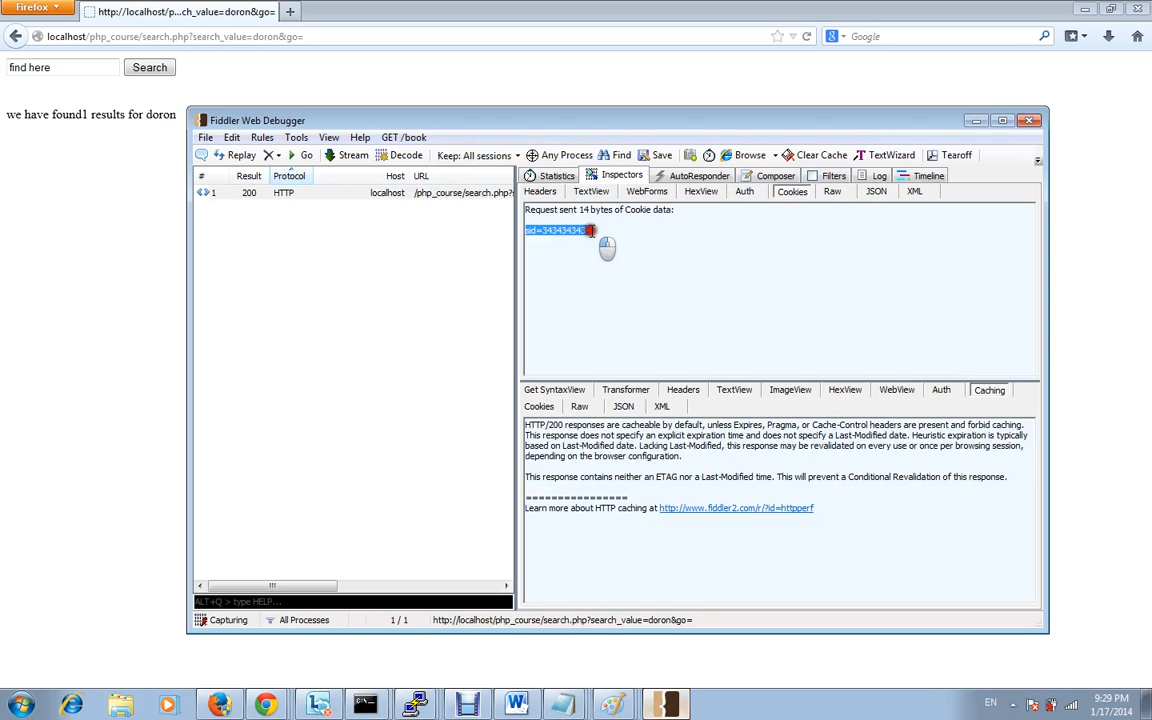 Firefox
http://localhost/p...ch_value=doron&go=
localhost/php_course/search.php?search_value=doron&go=
Google
find here
Search
we have found1 results for doron
Fiddler Web Debugger
File Edit Rules Tools View Help GET /book
Replay Go Stream Decode Keep: All sessions Any Process Find Save Browse Clear Cache TextWizard Tearoff
# Result Protocol Host URL
1 200 HTTP localhost /php_course/search.php?s
Statistics Inspectors AutoResponder Composer Filters Log Timeline
Headers TextView WebForms HexView Auth Cookies Raw JSON XML
Request sent 14 bytes of Cookie data:
Get SyntaxView Transformer Headers TextView ImageView HexView WebView Auth Caching
Cookies Raw JSON XML
HTTP/200 responses are cacheable by default, unless Expires, Pragma, or Cache-Control headers are present and forbid caching.
This response does not specify an explicit expiration time and does not specify a Last-Modified date. Heuristic expiration is typically
based on Last-Modified date. Lacking Last-Modified, this response may be revalidated on every use or once per browsing session,
depending on the browser configuration.
This response contains neither an ETAG nor a Last-Modified time. This will prevent a Conditional Revalidation of this response.
================
Learn more about HTTP caching at http://www.fiddler2.com/r/?id=httpperf
ALT+Q > type HELP...
Capturing All Processes 1 / 1 http://localhost/php_course/search.php?search_value=doron&go=
EN
9:29 PM
1/17/2014